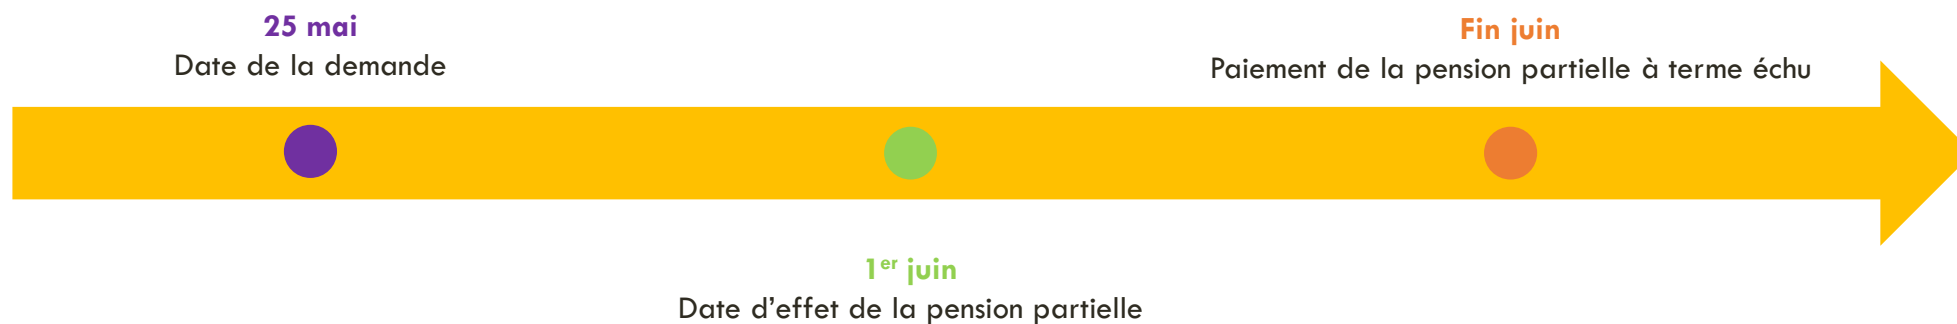 25 mai
Date de la demande
Fin juin
Paiement de la pension partielle à terme échu
1er juin
Date d’effet de la pension partielle